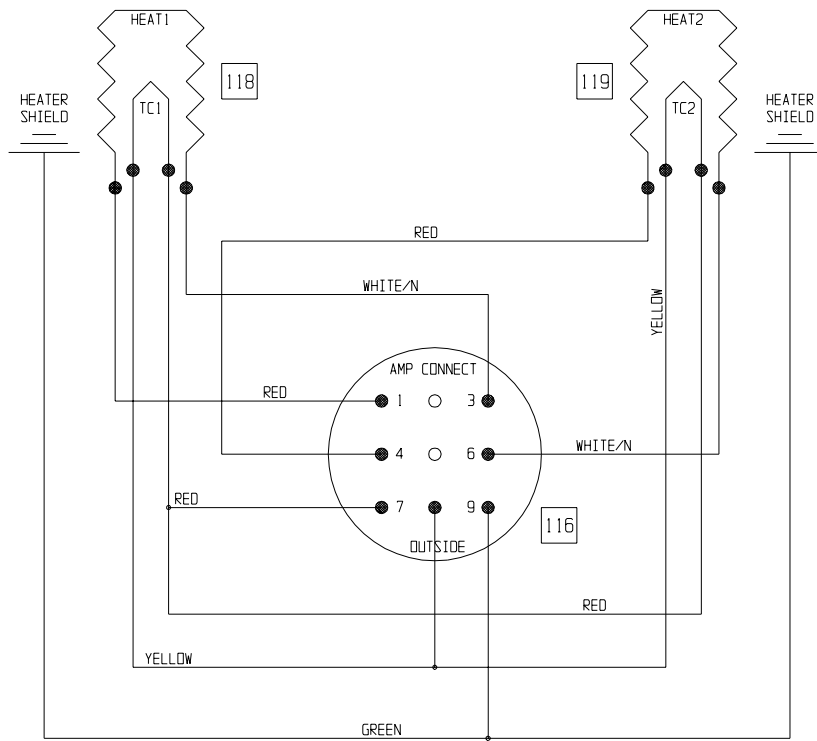 HEAT1
HEAT2
118
119
HEATER
SHIELD
TC1
TC2
HEATER
SHIELD
RED
WHITE/N
YELLOW
AMP CONNECT
RED
1
3
4
6
WHITE/N
RED
7
9
116
OUTSIDE
RED
YELLOW
GREEN